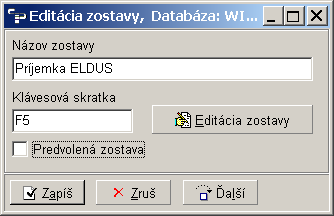 Editácia zostavy, Databáza: WI...
Názov zostavy
Príjemka ELDUS
Klávesová skratka
F5
Editácia zostavy
Predvolená zostava
Zapíš
Zruš
Ďalší